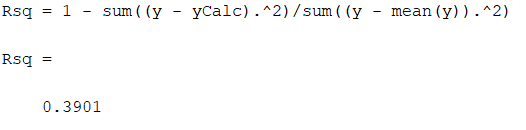 Rsq = 1 - sum((y - yCalc).^2)/sum((y - mean(y)).^2)
Rsq =
0.3901